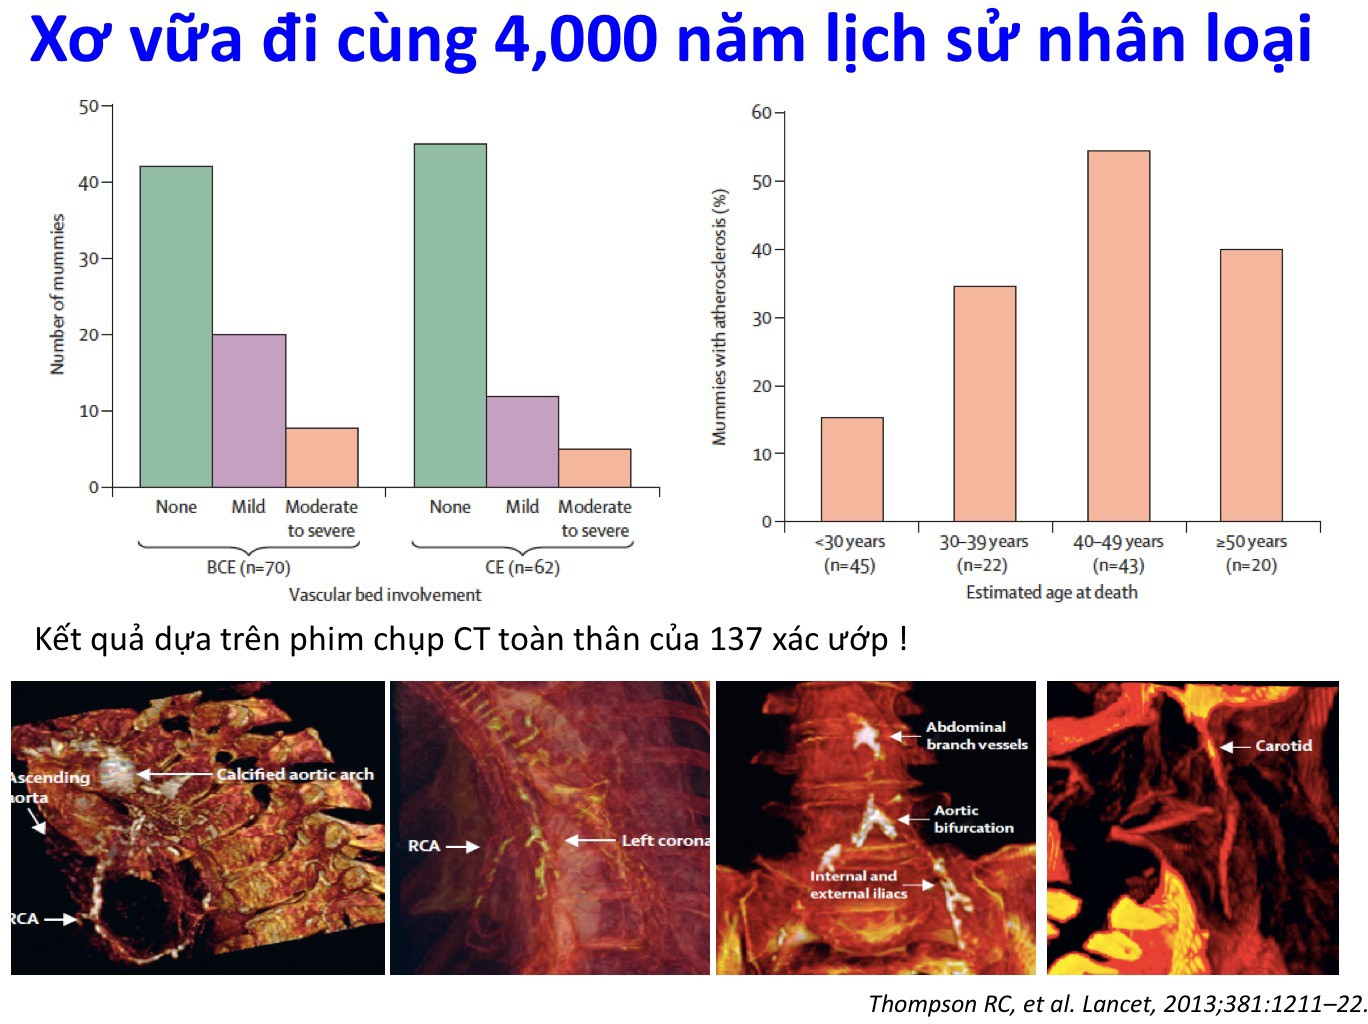 Xơ vữa đi cùng 4,000 năm lịch sử nhân loại
50
40
30
20
10
0
Number of mummies
None
Mild
Moderate
to severe
None
Mild
Moderate
to severe
BCE (n=70)
CE (n=62)
Vascular bed involvement
60
50
40
30
20
10
0
Mummies with atherosclerosis (%)
<30 years
(n=45)
30–39 years
(n=22)
40–49 years
(n=43)
≥50 years
(n=20)
Estimated age at death
Kết quả dựa trên phim chụp CT toàn thân của 137 xác ướp !
Ascending
aorta
Calcified aortic arch
RCA
RCA
Left corona
Abdominal
branch vessels
Aortic
bifurcation
Internal and
external iliacs
Carotid
Thompson RC, et al. Lancet, 2013;381:1211–22.